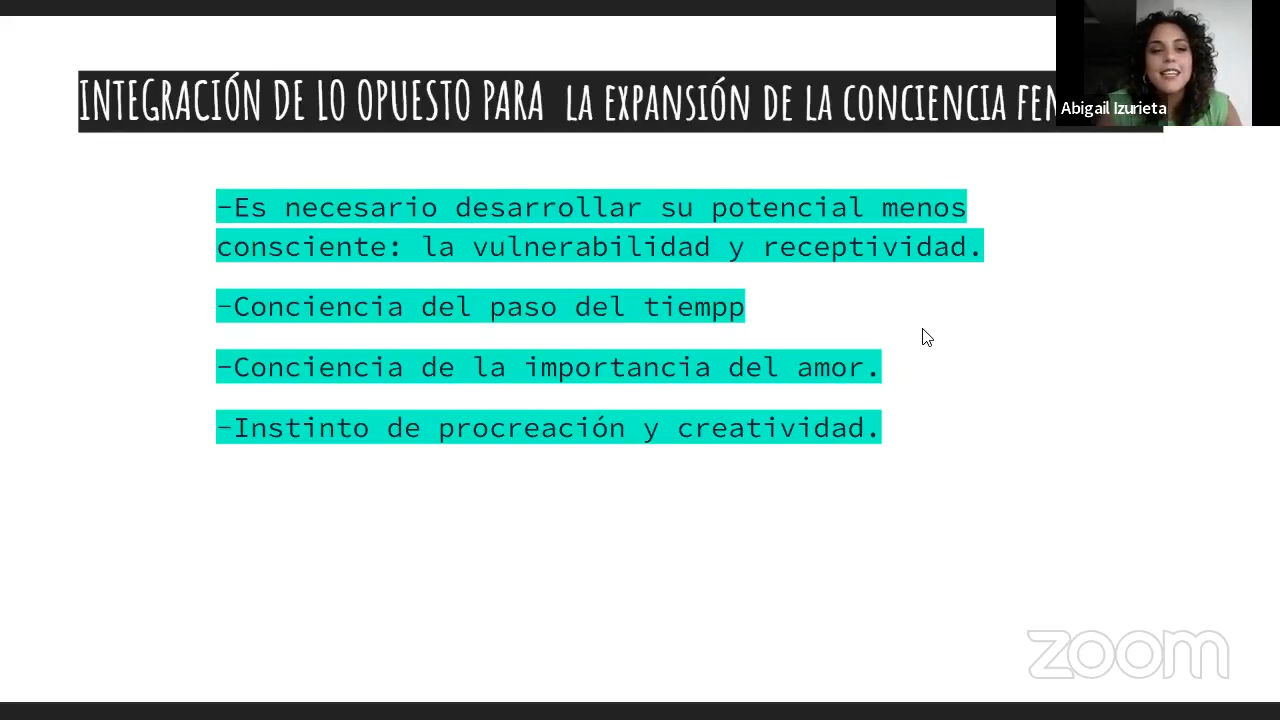 INTEGRACIÓN DE LO OPUESTO PARA la expansión de la conciencia
Abigail Izurieta
-Es necesario desarrollar su potencial menos
consciente: la vulnerabilidad y receptividad.
-Conciencia del paso del tiempp
-Conciencia de la importancia del amor.
-Instinto de procreación y creatividad.
zoom